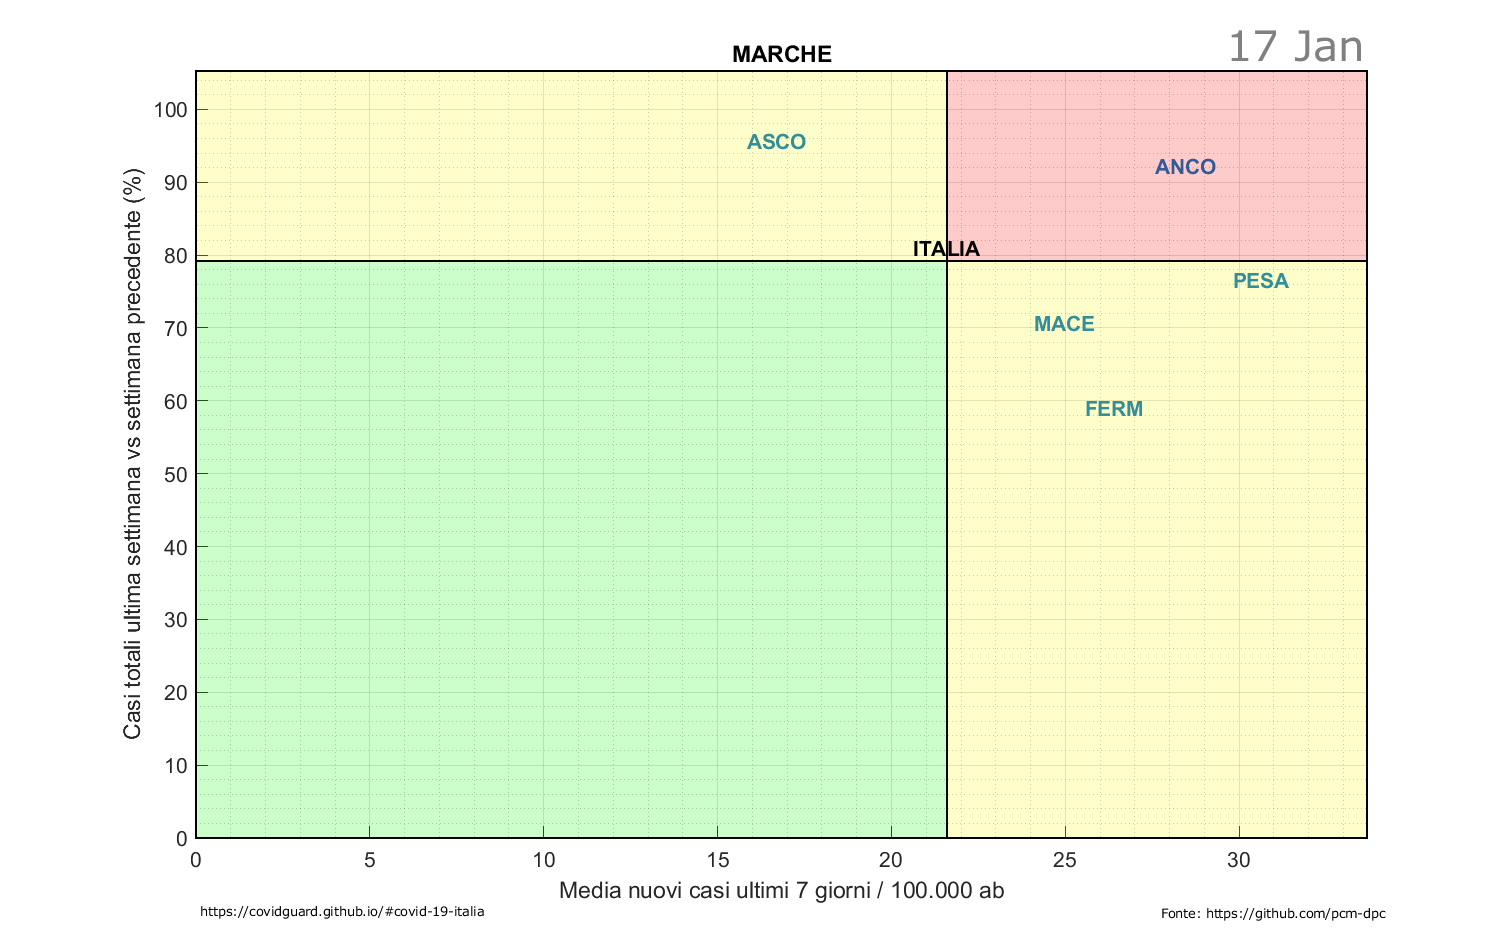 17 Jan
MARCHE
Casi totali ultima settimana vs settimana precedente (%)
100
90
80
70
60
50
40
30
20
10
0
ASCO
ANCO
ITALIA
PESA
MACE
FERM
0 5 10 15 20 25 30
Media nuovi casi ultimi 7 giorni / 100.000 ab
https://covidguard.github.io/#covid-19-italia
Fonte: https://github.com/pcm-dpc